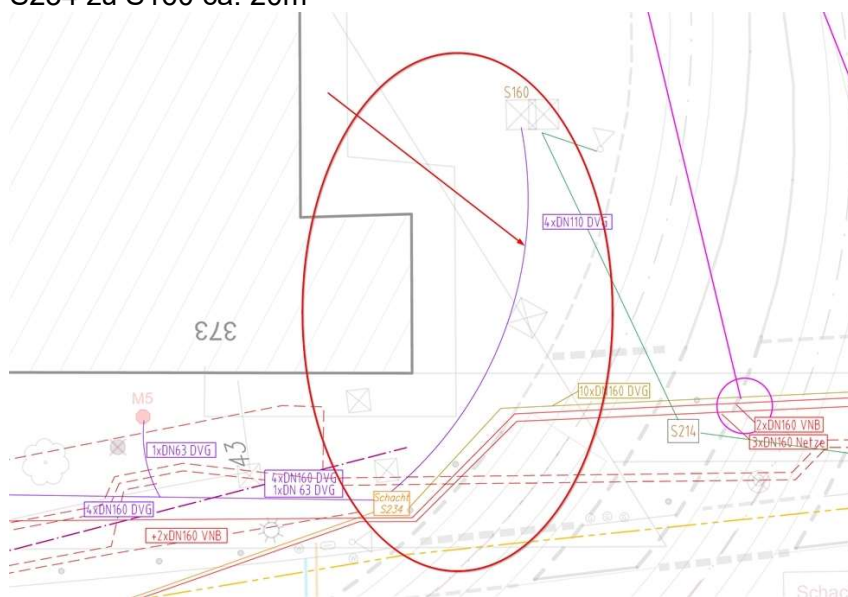 S234 zu S160 ca. 20m
S160
4xDN110 DVG
373
10xDN160 DVG
M5
2xDN160 VNB
S214
3xDN160 Netze
1xDN63 DVG
43
4xDN160 DVG
1xDN 63 DVG
Schacht
S234
4xDN160 DVG
+2xDN160 VNB
Schac